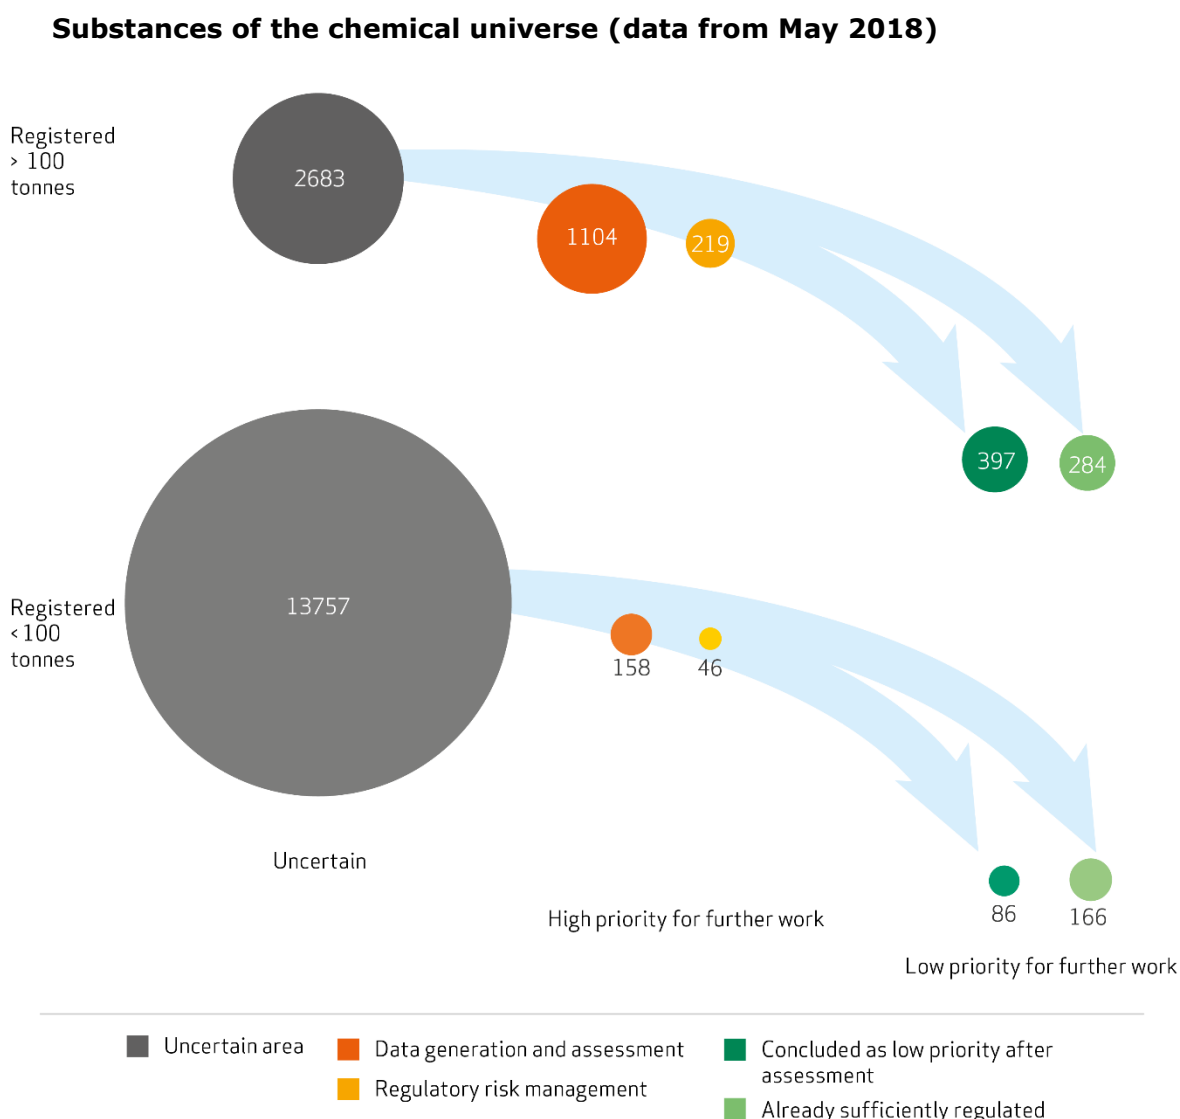 Substances of the chemical universe (data from May 2018)
Registered
> 100
tonnes
2683
1104
219
397
284
Registered
<100
tonnes
13757
158
46
86
166
Uncertain
High priority for further work
Low priority for further work
Uncertain area
Data generation and assessment
Regulatory risk management
Concluded as low priority after
assessment
Already sufficiently regulated